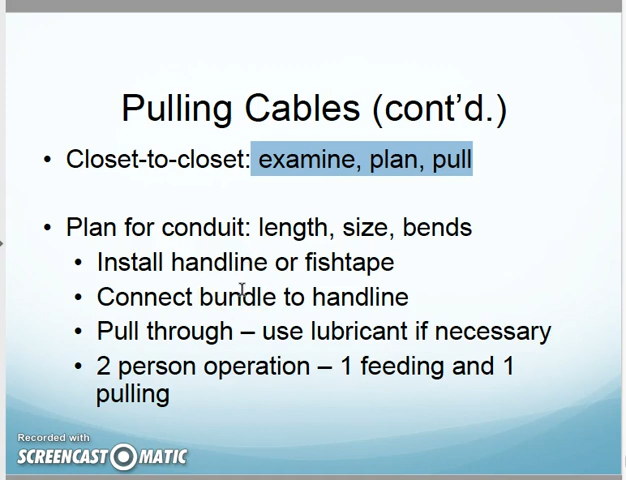 Pulling Cables (cont'd.)
• Closet-to-closet: examine, plan, pull
• Plan for conduit: length, size, bends
• Install handline or fishtape
• Connect bundle to handline
• Pull through – use lubricant if necessary
• 2 person operation – 1 feeding and 1
pulling
Recorded with
SCREENCAST MATIC